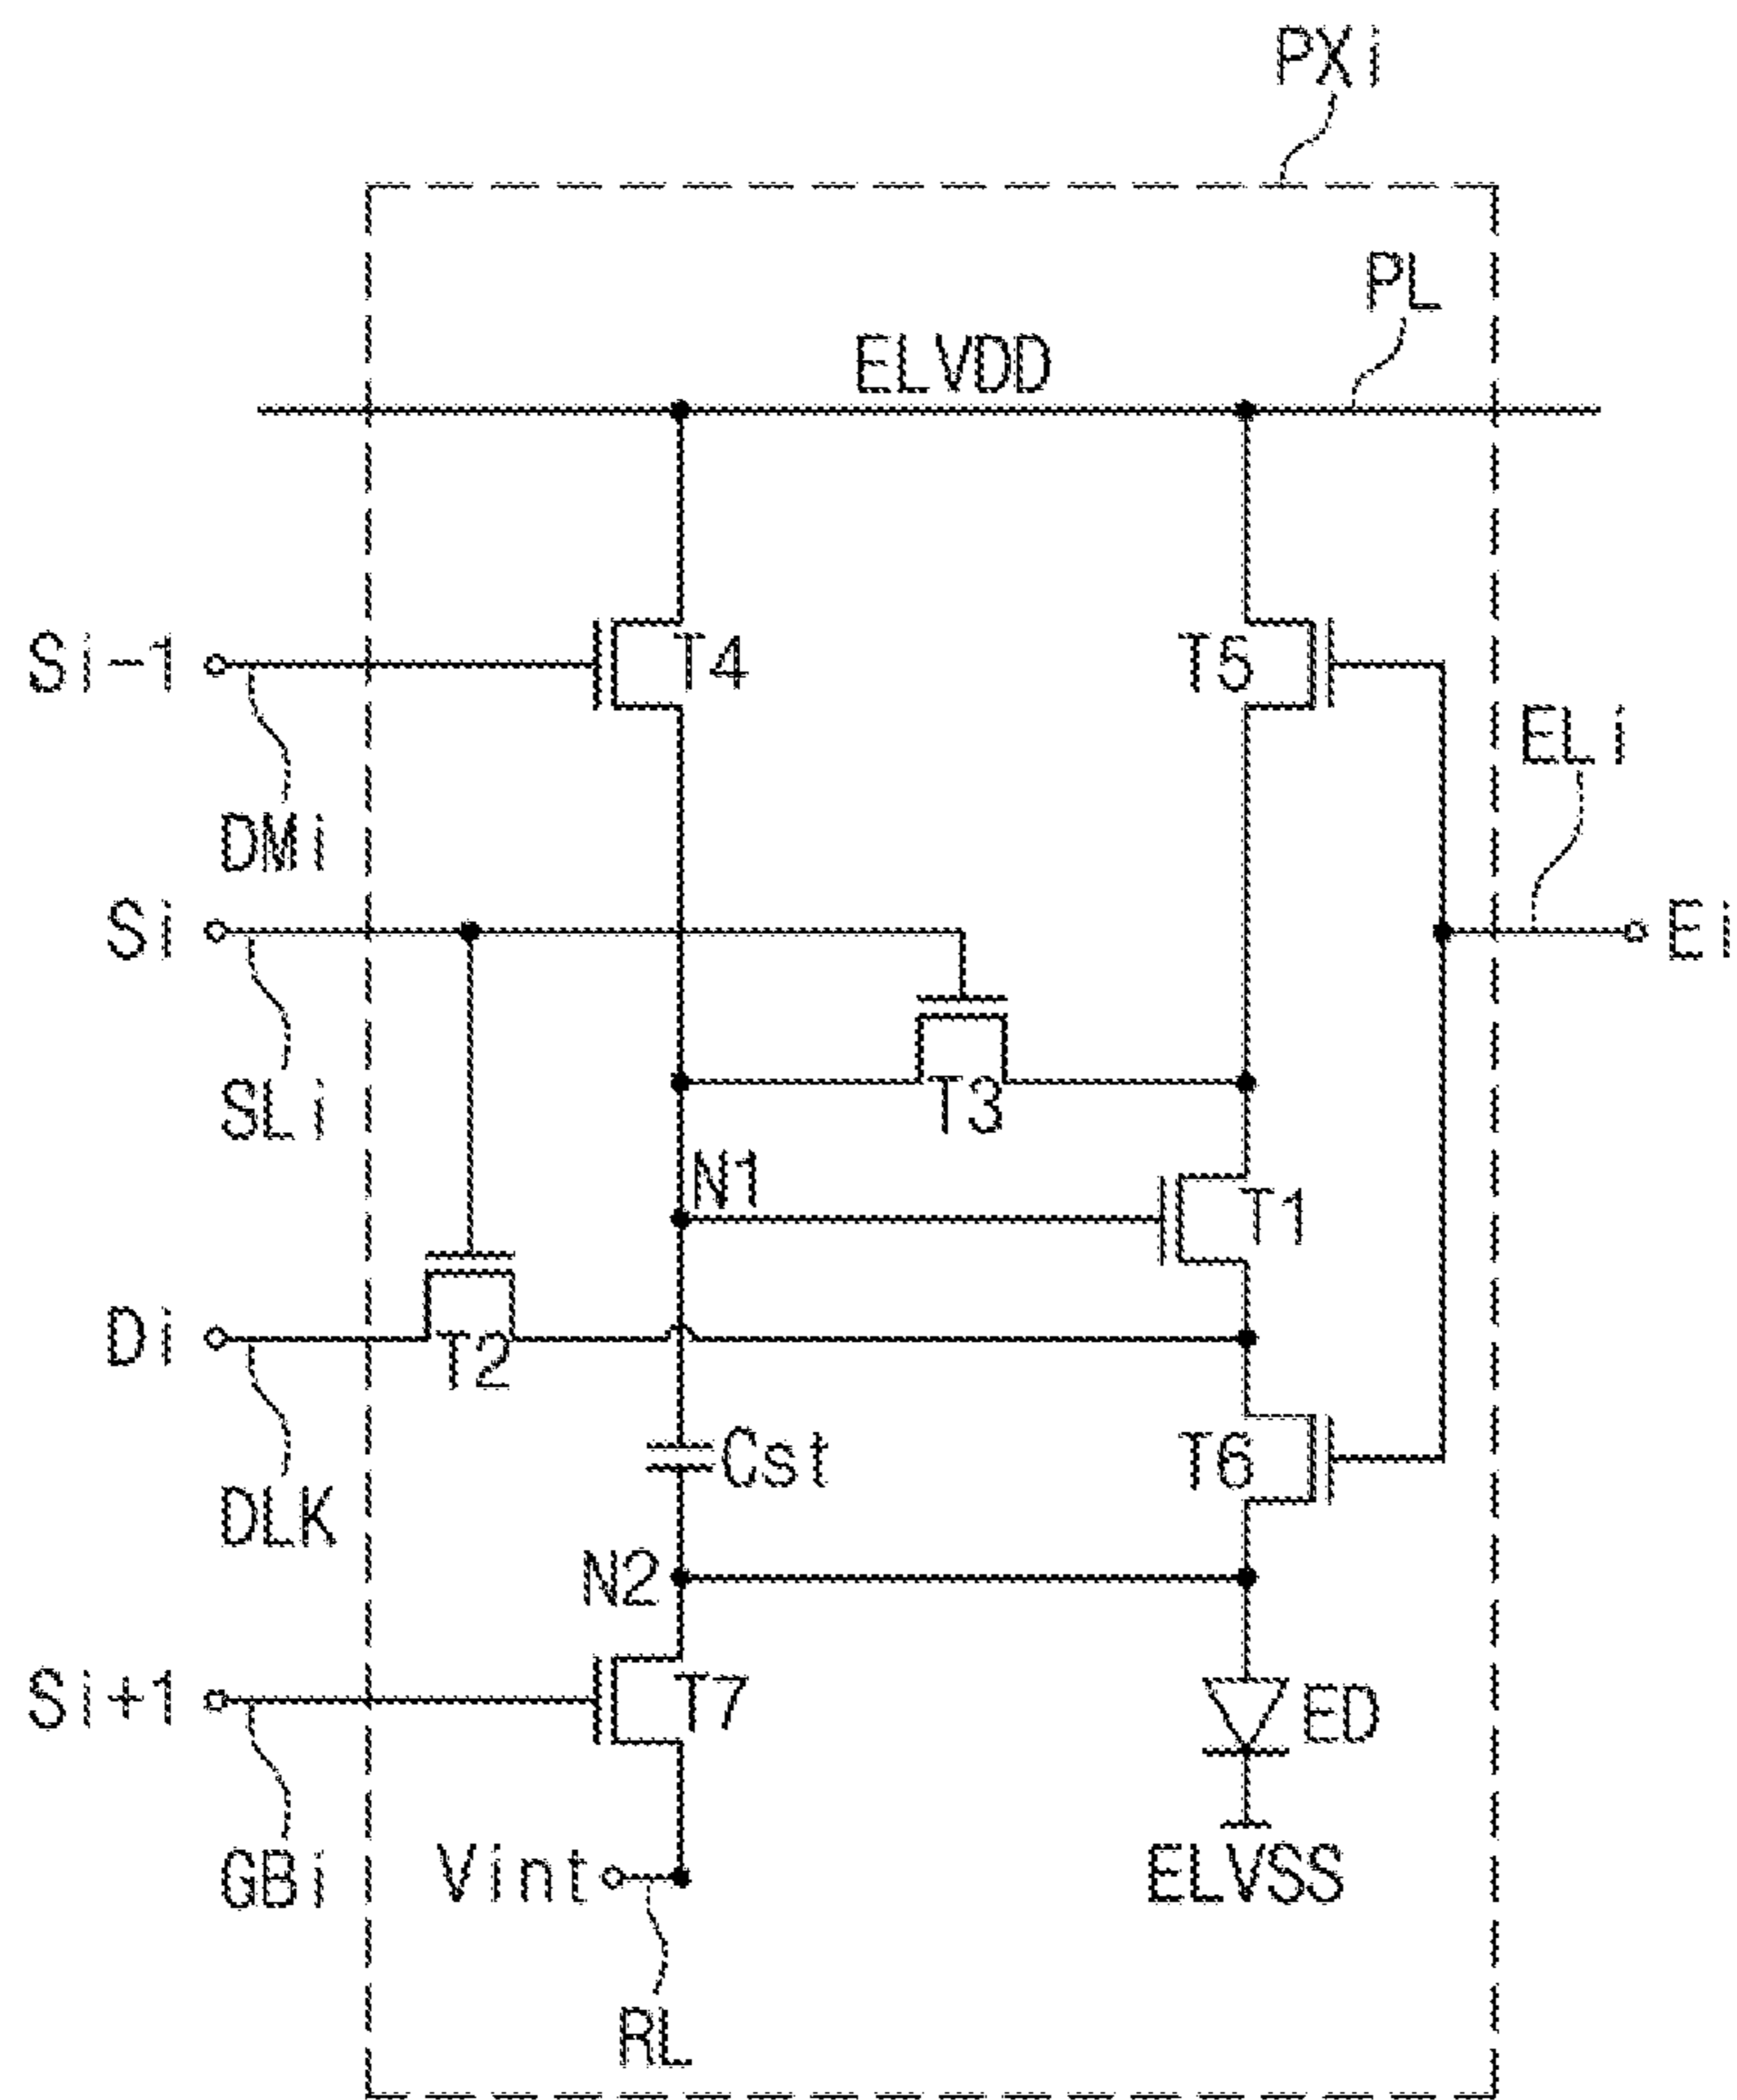 PXi
PL
ELVDD
Si-1
T4
T5
ELi
DMi
Si
Ei
SLi
T3
N1
T1
Di
T2
Cst
T6
DLK
N2
Si+1
T7
ED
GBi
Vint
ELVSS
RL